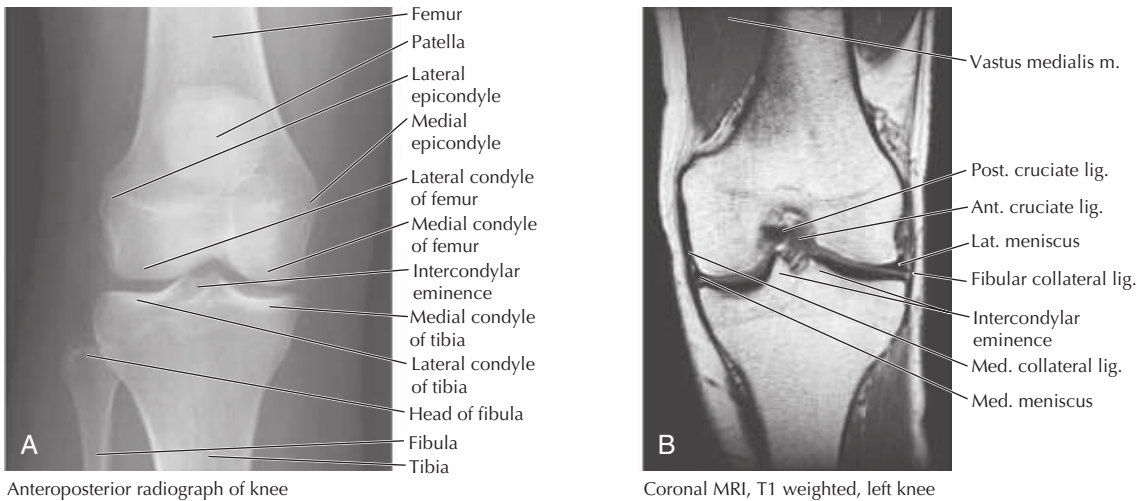 Femur
Patella
Lateral
epicondyle
Medial
epicondyle
Lateral condyle
of femur
Medial condyle
of femur
Intercondylar
eminence
Medial condyle
of tibia
Lateral condyle
of tibia
Head of fibula
Fibula
Tibia
A
Anteroposterior radiograph of knee
Vastus medialis m.
Post. cruciate lig.
Ant. cruciate lig.
Lat. meniscus
Fibular collateral lig.
Intercondylar
eminence
Med. collateral lig.
Med. meniscus
B
Coronal MRI, T1 weighted, left knee